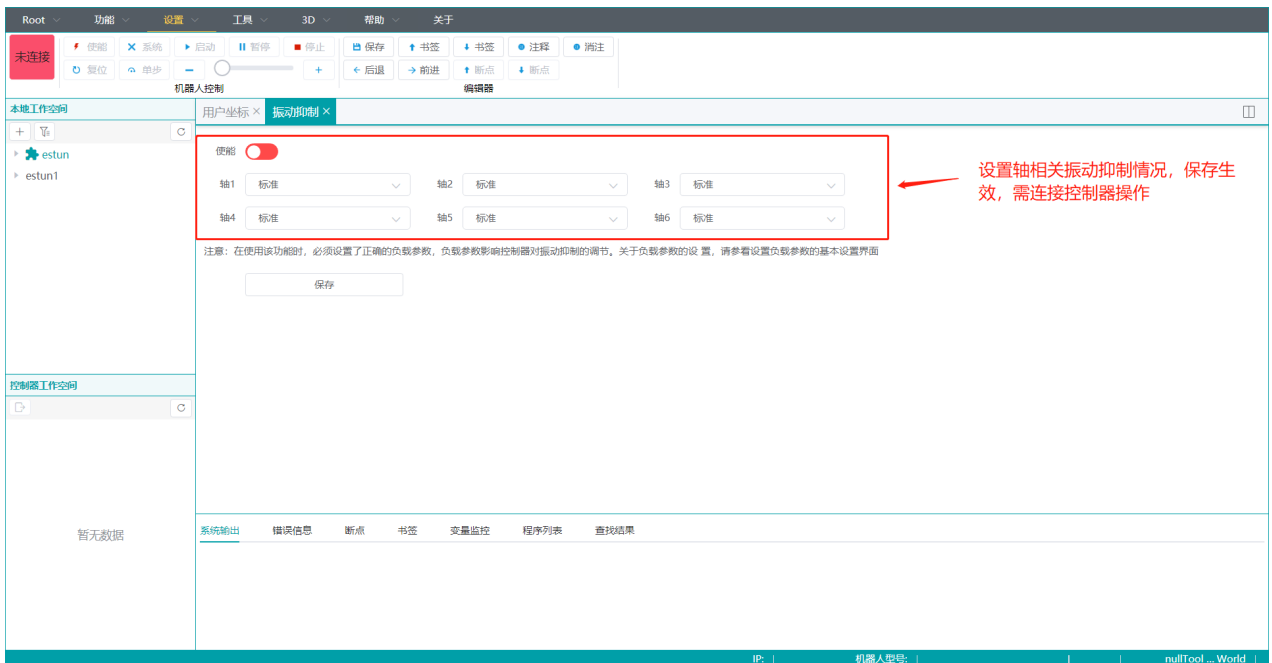 Root 功能 设置 工具 3D 帮助 关于
未连接 使能 系统 启动 暂停 停止 保存 书签 书签 注释 消注
复位 单步 − + 后退 前进 断点 断点
机器人控制 编辑器
本地工作空间 用户坐标 × 振动抑制 ×
estun
estun1
使能
轴1 标准 轴2 标准 轴3 标准
轴4 标准 轴5 标准 轴6 标准
设置轴相关振动抑制情况，保存生
效，需连接控制器操作
注意：在使用该功能时，必须设置了正确的负载参数，负载参数影响控制器对振动抑制的调节。关于负载参数的设 置，请参看设置负载参数的基本设置界面
保存
控制器工作空间
暂无数据
系统输出 错误信息 断点 书签 变量监控 程序列表 查找结果
IP: | 机器人型号: | | | nullTool ... World |